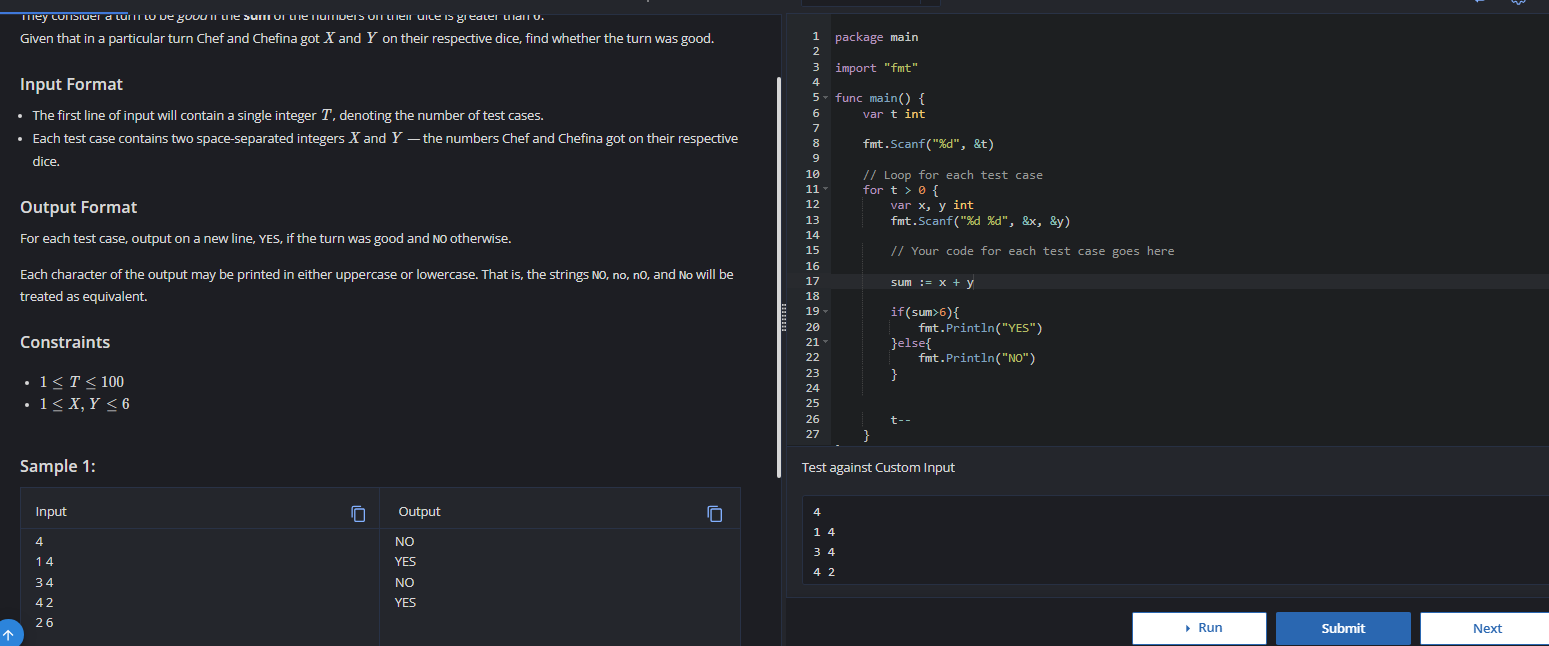 They consider a turn to be good if the sum of the numbers on their dice is greater than 6.
Given that in a particular turn Chef and Chefina got X and Y on their respective dice, find whether the turn was good.
Input Format
• The first line of input will contain a single integer T, denoting the number of test cases.
• Each test case contains two space-separated integers X and Y — the numbers Chef and Chefina got on their respective
dice.
Output Format
For each test case, output on a new line, YES, if the turn was good and NO otherwise.
Each character of the output may be printed in either uppercase or lowercase. That is, the strings NO, no, nO, and No will be
treated as equivalent.
Constraints
• 1 ≤ T ≤ 100
• 1 ≤ X, Y ≤ 6
Sample 1:
Input Output
4 NO
1 4 YES
3 4 NO
4 2 YES
2 6
1 package main
2
3 import "fmt"
4
5 func main() {
6 var t int
7
8 fmt.Scanf("%d", &t)
9
10 // Loop for each test case
11 for t > 0 {
12 var x, y int
13 fmt.Scanf("%d %d", &x, &y)
14
15 // Your code for each test case goes here
16
17 sum := x + y
18
19 if(sum>6){
20 fmt.Println("YES")
21 }else{
22 fmt.Println("NO")
23 }
24
25
26 t--
27 }
Test against Custom Input
4
1 4
3 4
4 2
Run Submit Next